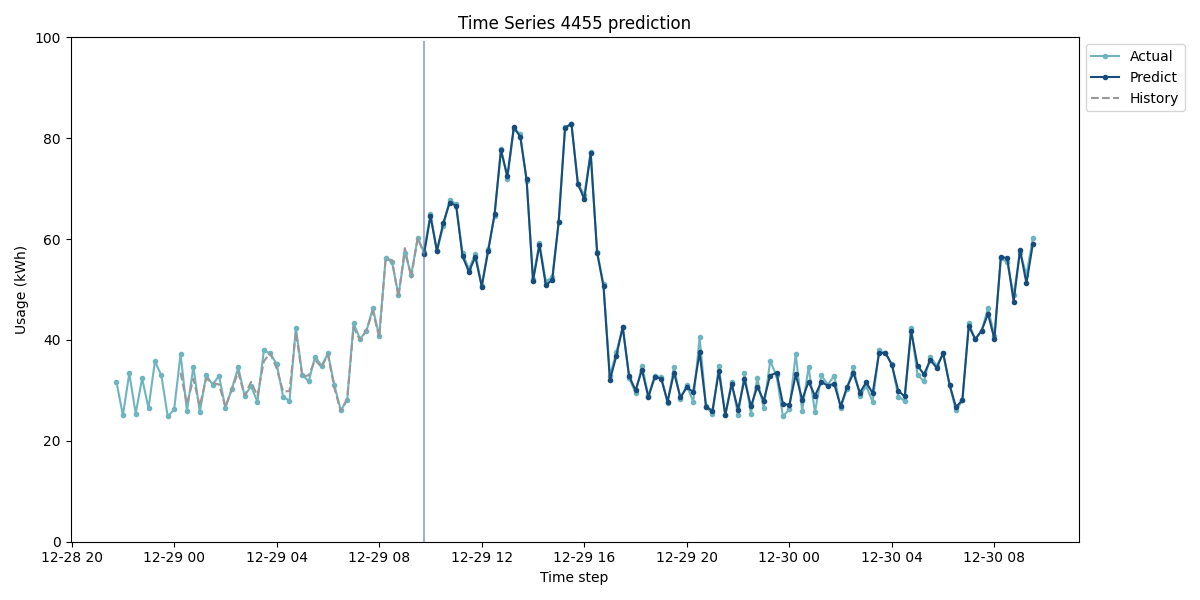 Time Series 4455 prediction
Actual
Predict
History
Usage (kWh)
100
80
60
40
20
0
12-28 20
12-29 00
12-29 04
12-29 08
12-29 12
12-29 16
12-29 20
12-30 00
12-30 04
12-30 08
Time step